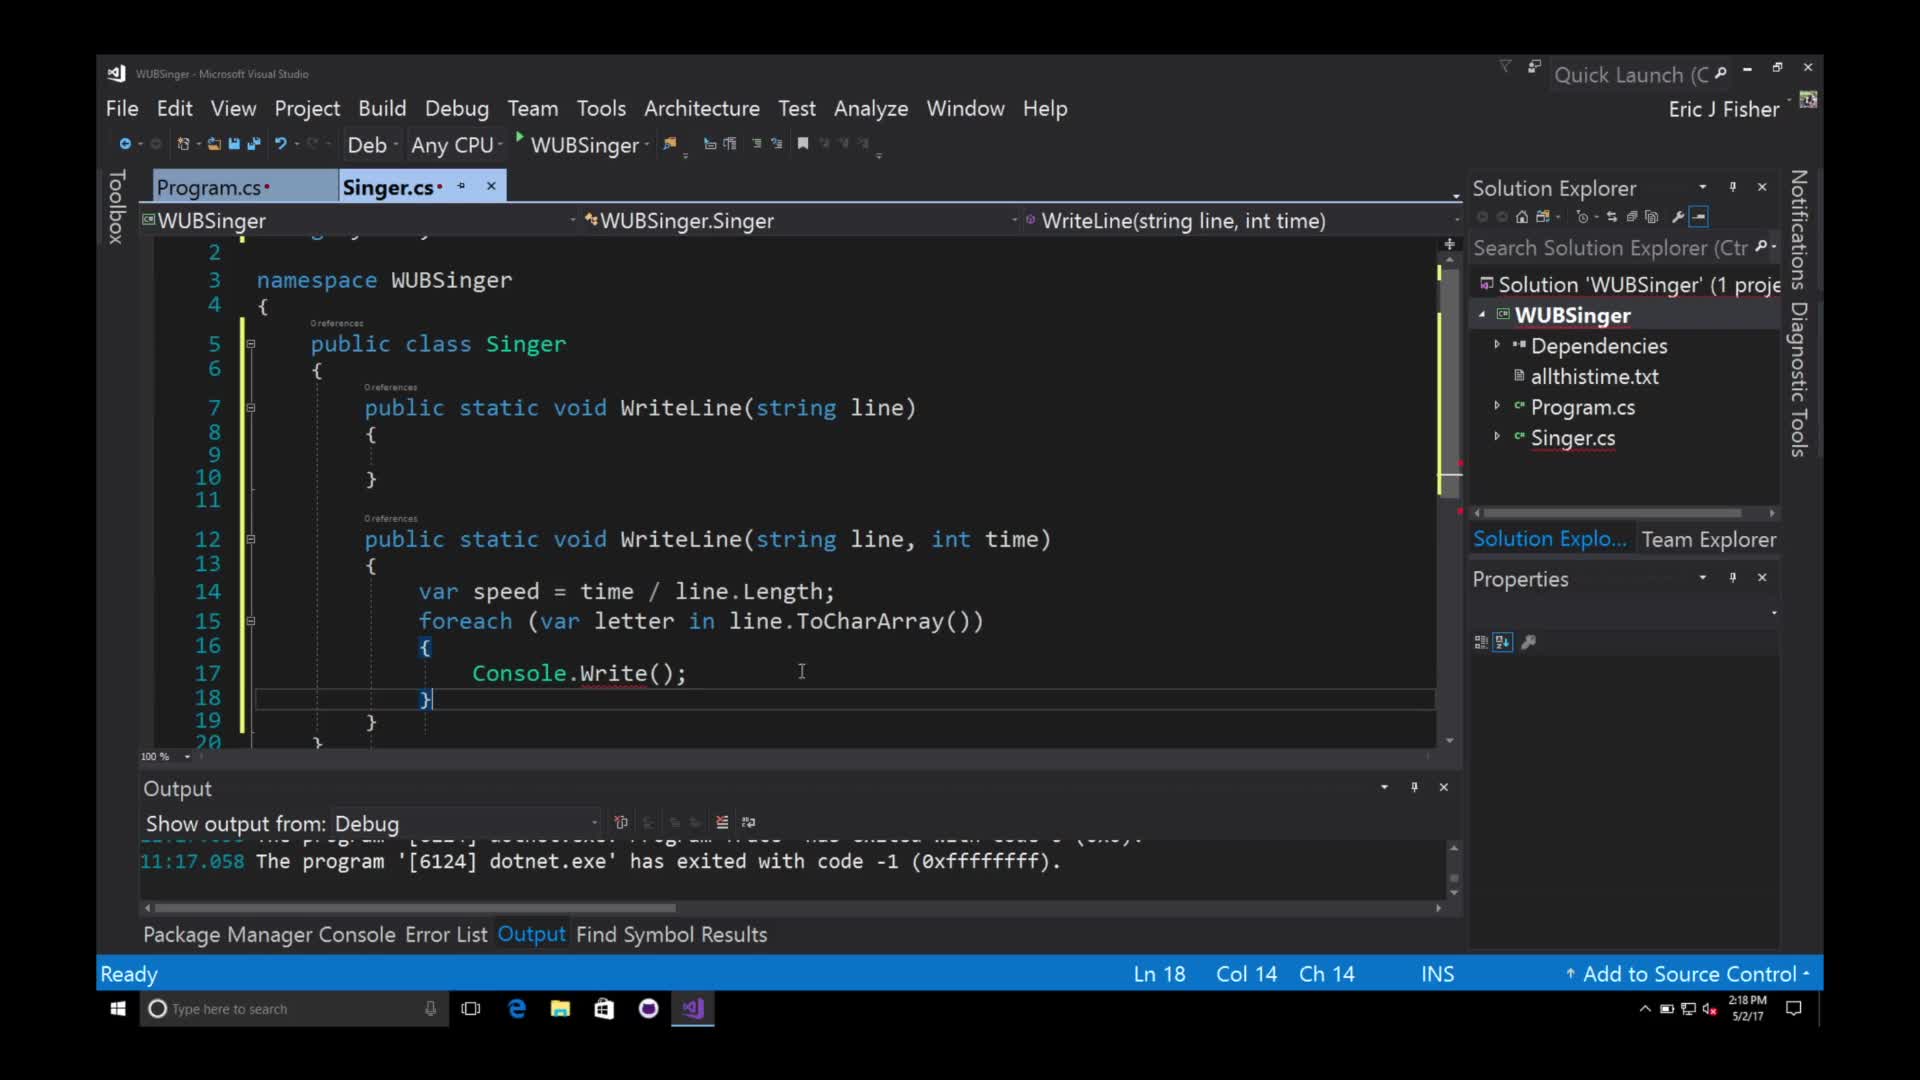 WUBSinger - Microsoft Visual Studio
Quick Launch (C
File Edit View Project Build Debug Team Tools Architecture Test Analyze Window Help
Eric J Fisher
Deb Any CPU WUBSinger
Toolbox
Program.cs
Singer.cs
WUBSinger
WUBSinger.Singer
WriteLine(string line, int time)
2
3 namespace WUBSinger
4 {
0 references
5 public class Singer
6 {
0 references
7 public static void WriteLine(string line)
8 {
9
10 }
11
0 references
12 public static void WriteLine(string line, int time)
13 {
14 var speed = time / line.Length;
15 foreach (var letter in line.ToCharArray())
16 {
17 Console.Write();
18 }
19 }
20 }
100 %
Output
Show output from: Debug
11:17.058 The program '[6124] dotnet.exe' has exited with code -1 (0xffffffff).
Package Manager Console Error List Output Find Symbol Results
Solution Explorer
Search Solution Explorer (Ctr
Solution 'WUBSinger' (1 proje
WUBSinger
Dependencies
allthistime.txt
Program.cs
Singer.cs
Solution Explo... Team Explorer
Properties
Notifications
Diagnostic Tools
Ready
Ln 18 Col 14 Ch 14 INS
Add to Source Control
Type here to search
2:18 PM
5/2/17